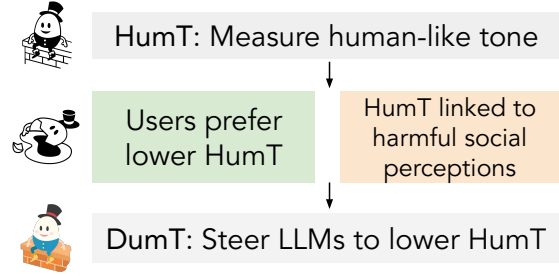 HumT: Measure human-like tone
Users prefer
lower HumT
HumT linked to
harmful social
perceptions
DumT: Steer LLMs to lower HumT